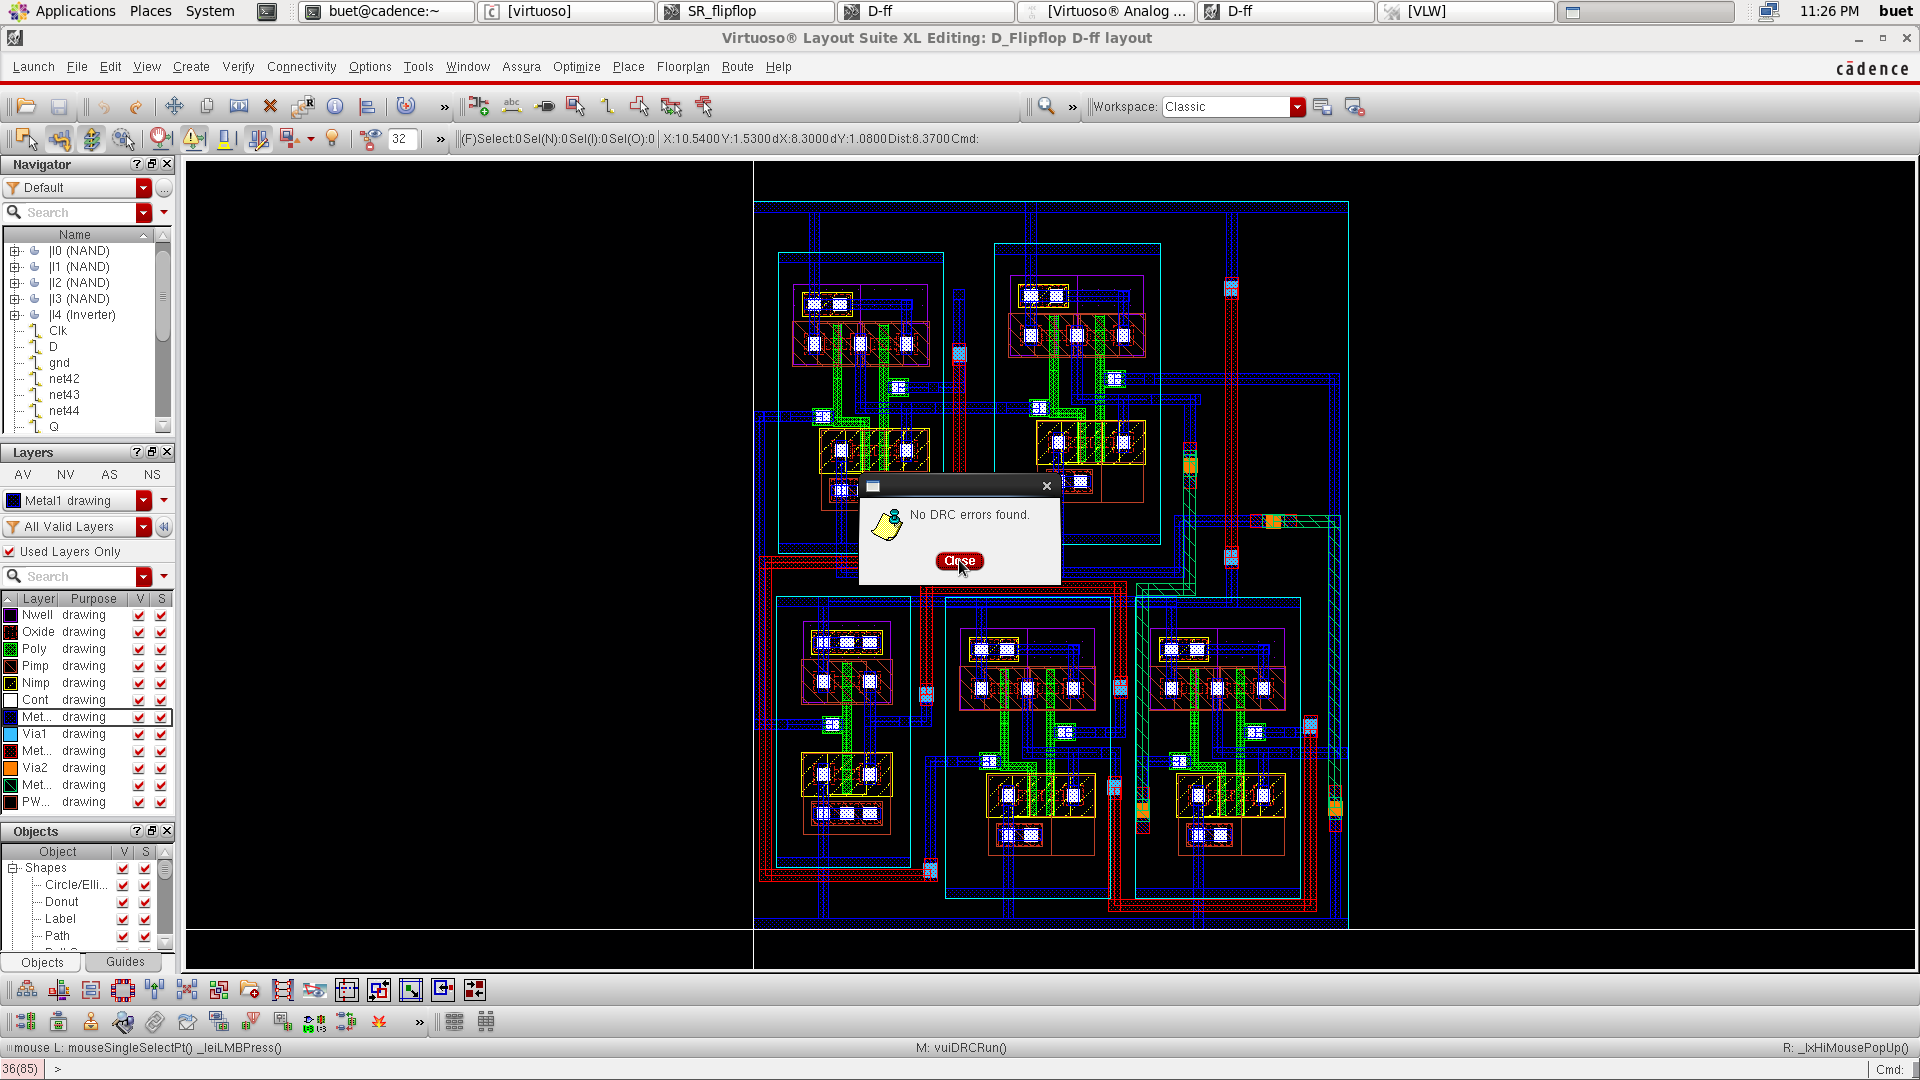 Applications Places System buet@cadence:~ [virtuoso] SR_flipflop D-ff [Virtuoso® Analog ... D-ff [VLW] 11:26 PM buet
Virtuoso® Layout Suite XL Editing: D_Flipflop D-ff layout
Launch File Edit View Create Verify Connectivity Options Tools Window Assura Optimize Place Floorplan Route Help cādence
» » Workspace: Classic
32 » (F)Select:0 Sel(N):0 Sel(I):0 Sel(O):0 X:10.5400 Y:1.5300 dX:8.3000 dY:1.0800 Dist:8.3700 Cmd:
Navigator
Default
Search
Name
|I0 (NAND)
|I1 (NAND)
|I2 (NAND)
|I3 (NAND)
|I4 (Inverter)
Clk
D
gnd
net42
net43
net44
Q
Layers
AV NV AS NS
Metal1 drawing
All Valid Layers
Used Layers Only
Search
Layer Purpose V S
Nwell drawing
Oxide drawing
Poly drawing
Pimp drawing
Nimp drawing
Cont drawing
Met... drawing
Via1 drawing
Met... drawing
Via2 drawing
Met... drawing
PW... drawing
Objects
Object V S
Shapes
Circle/Elli...
Donut
Label
Path
Objects Guides
No DRC errors found.
Close
»
mouse L: mouseSingleSelectPt() _leiLMBPress() M: vuiDRCRun() R: _lxHiMousePopUp()
36(85) > Cmd: